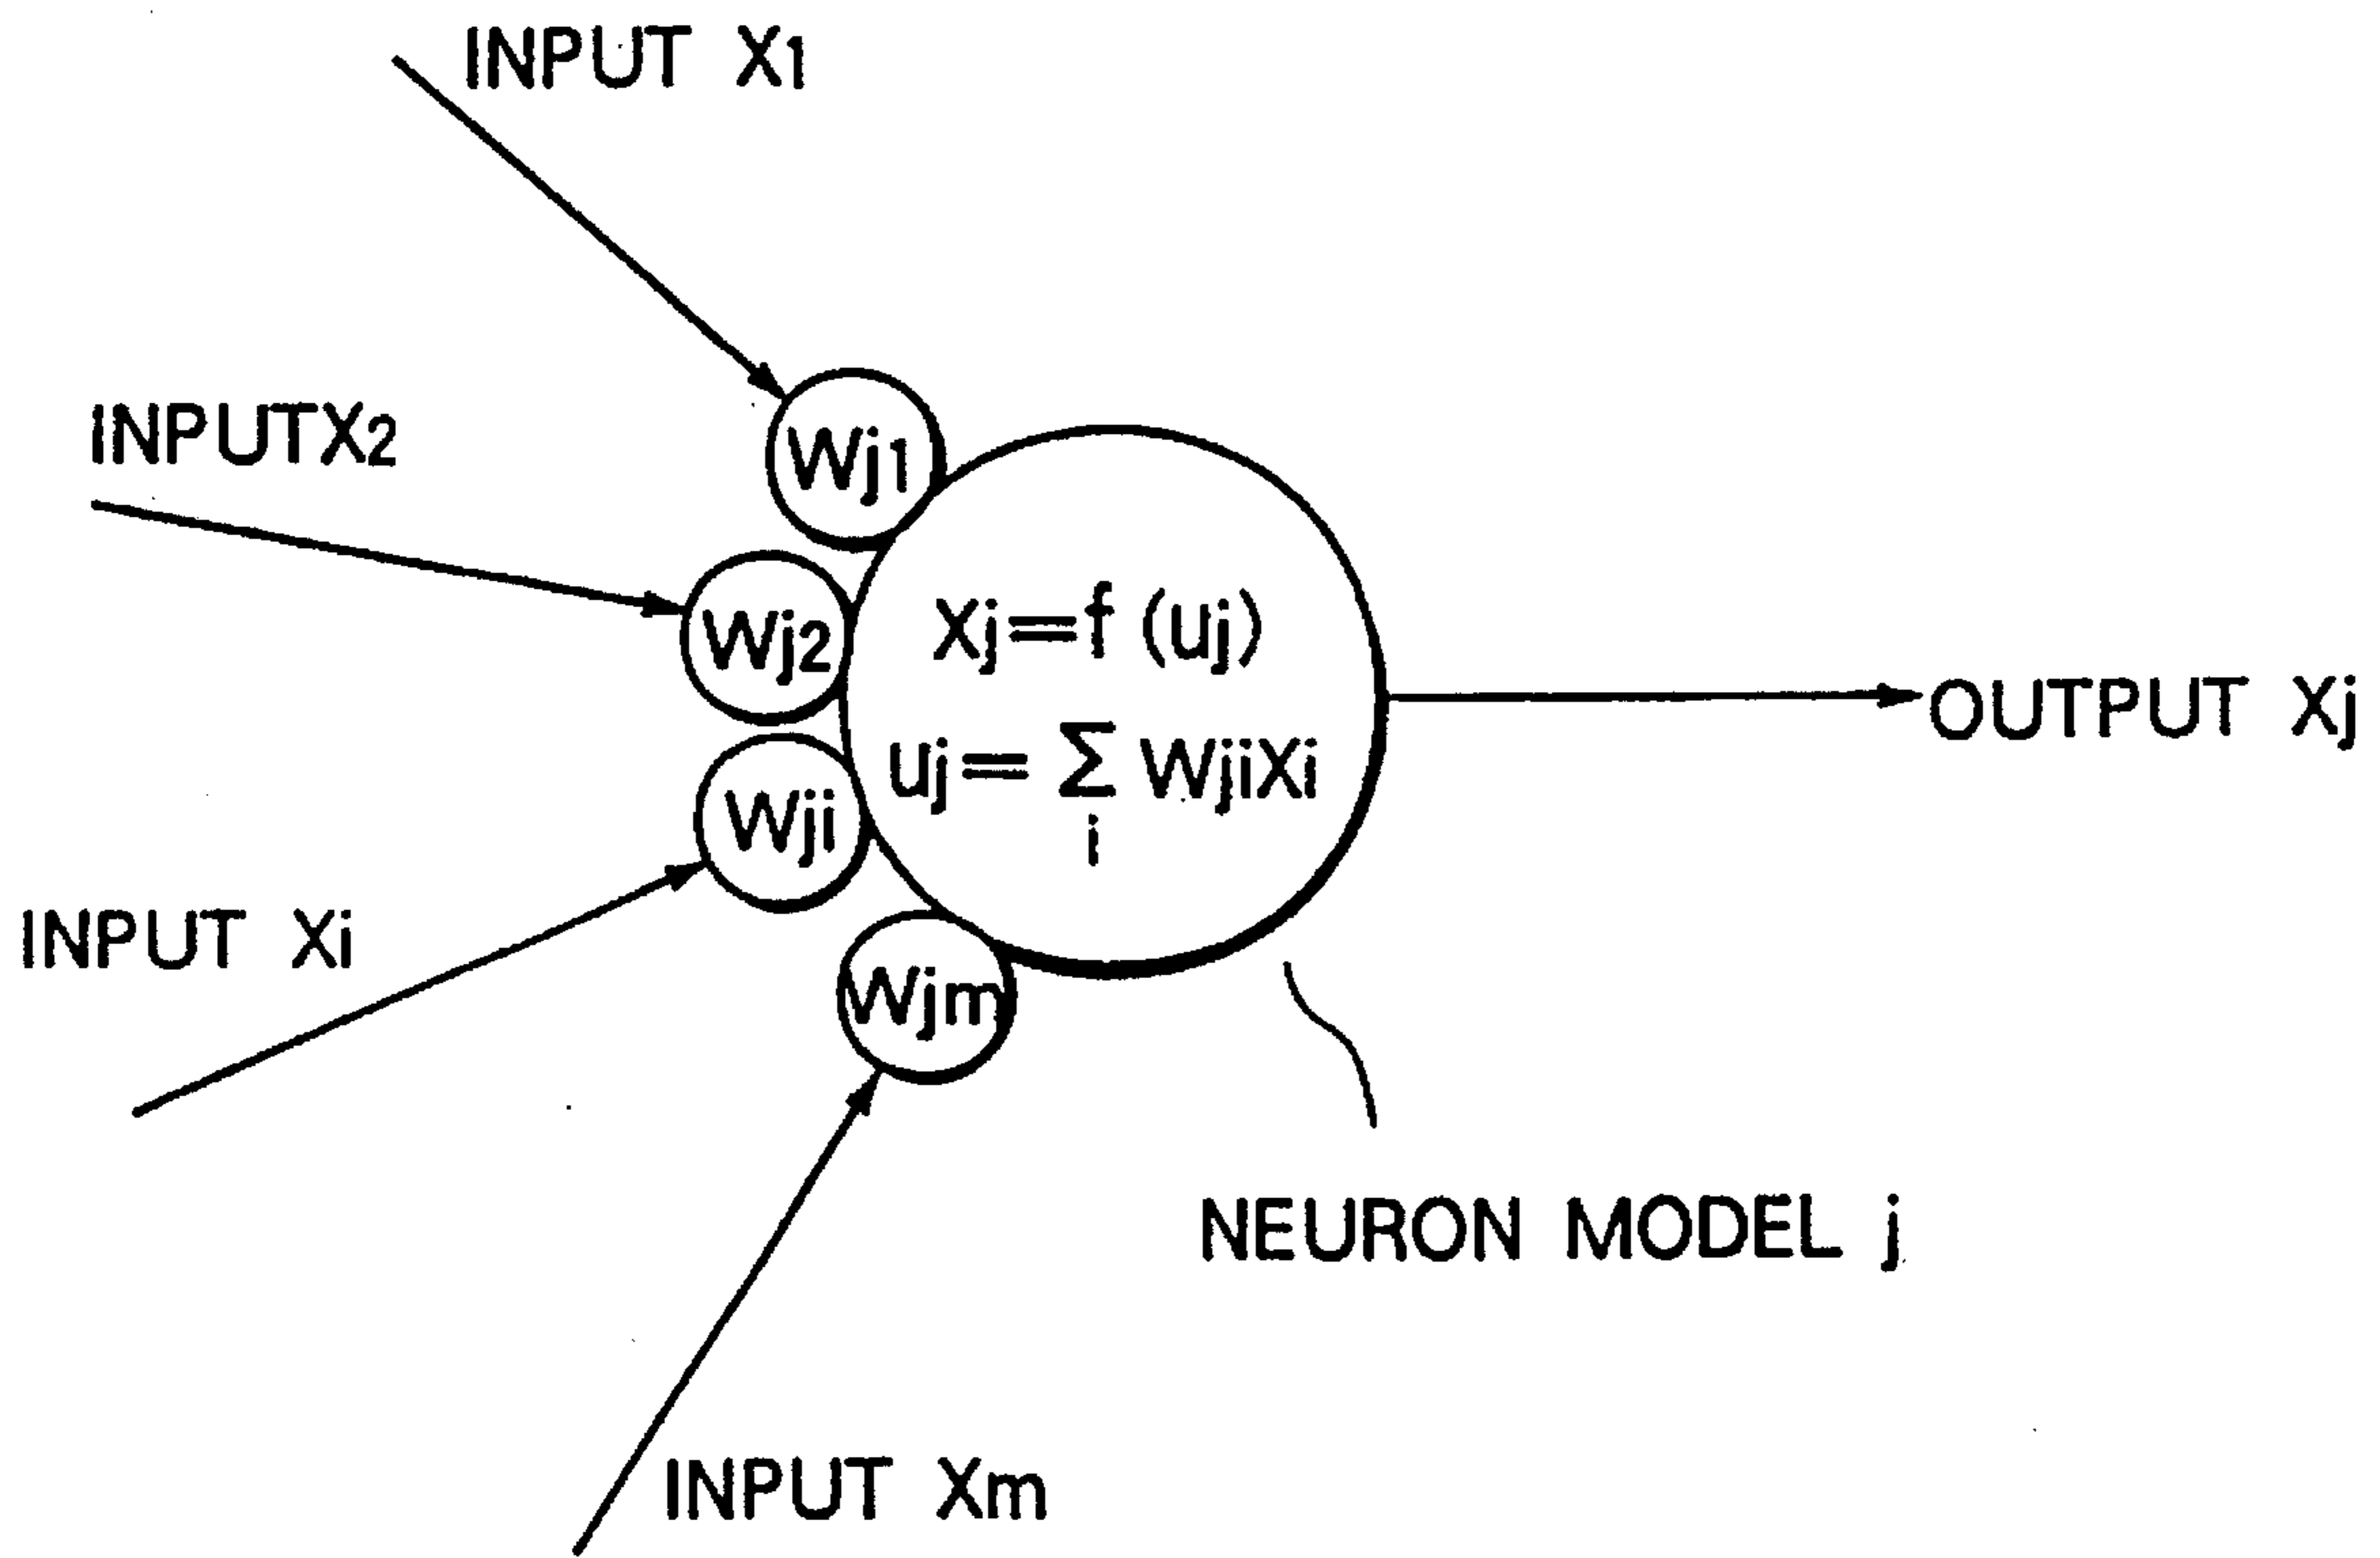 INPUT X1
INPUTX2
Wj1
Wj2
Xj=f (uj)
OUTPUT Xj
uj= Σ WjiXi
i
Wji
INPUT Xi
Wjm
NEURON MODEL j
INPUT Xm